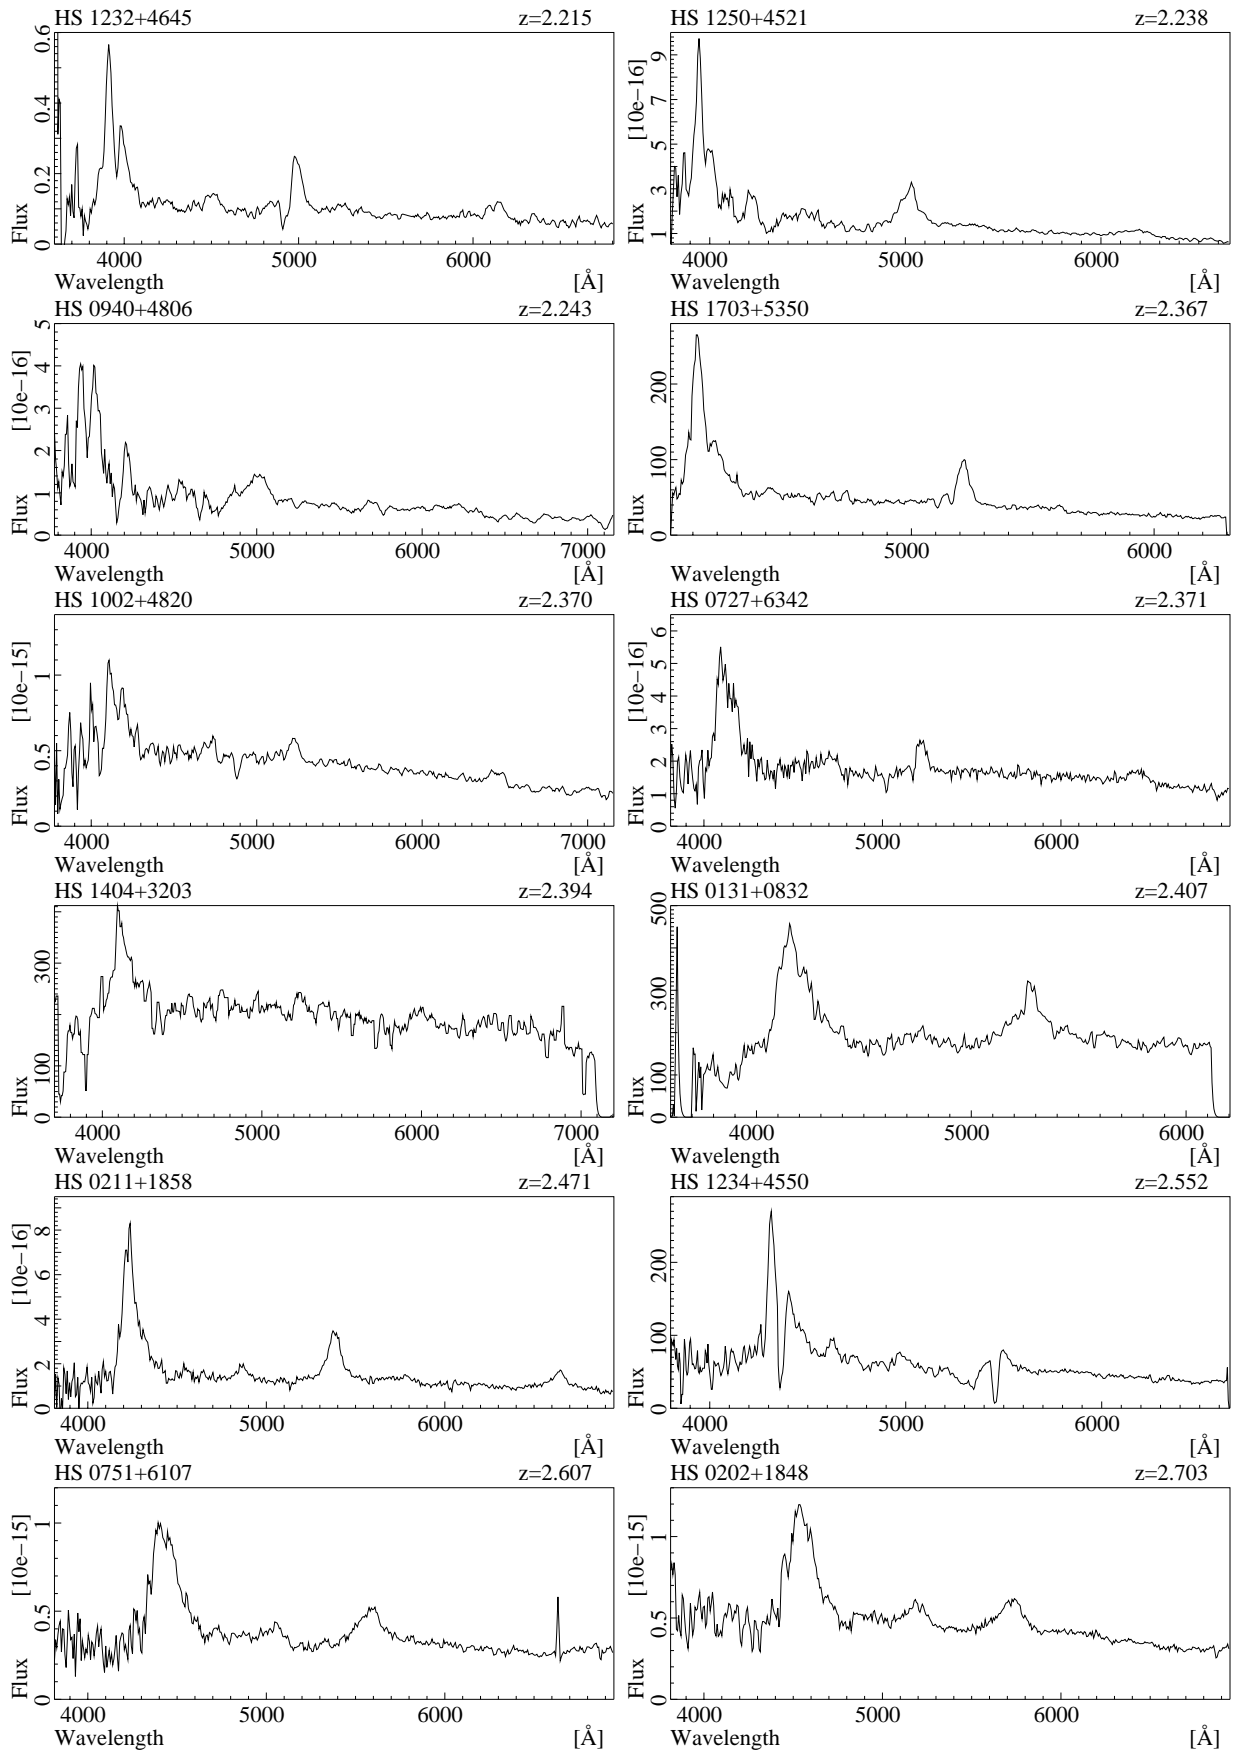 HS 1232+4645 z=2.215
0 0.2 0.4 0.6
Flux
4000 5000 6000
Wavelength [Å]
HS 1250+4521 z=2.238
1 3 5 7 9
Flux [10e−16]
4000 5000 6000
Wavelength [Å]
HS 0940+4806 z=2.243
0 1 2 3 4 5
Flux [10e−16]
4000 5000 6000 7000
Wavelength [Å]
HS 1703+5350 z=2.367
0 100 200
Flux
5000 6000
Wavelength [Å]
HS 1002+4820 z=2.370
0 0.5 1
Flux [10e−15]
4000 5000 6000 7000
Wavelength [Å]
HS 0727+6342 z=2.371
0 1 2 3 4 5 6
Flux [10e−16]
4000 5000 6000
Wavelength [Å]
HS 1404+3203 z=2.394
0 100 300
Flux
4000 5000 6000 7000
Wavelength [Å]
HS 0131+0832 z=2.407
0 100 300 500
Flux
4000 5000 6000
Wavelength [Å]
HS 0211+1858 z=2.471
0 2 4 6 8
Flux [10e−16]
4000 5000 6000
Wavelength [Å]
HS 1234+4550 z=2.552
0 100 200
Flux
4000 5000 6000
Wavelength [Å]
HS 0751+6107 z=2.607
0 0.5 1
Flux [10e−15]
4000 5000 6000
Wavelength [Å]
HS 0202+1848 z=2.703
0 0.5 1
Flux [10e−15]
4000 5000 6000
Wavelength [Å]